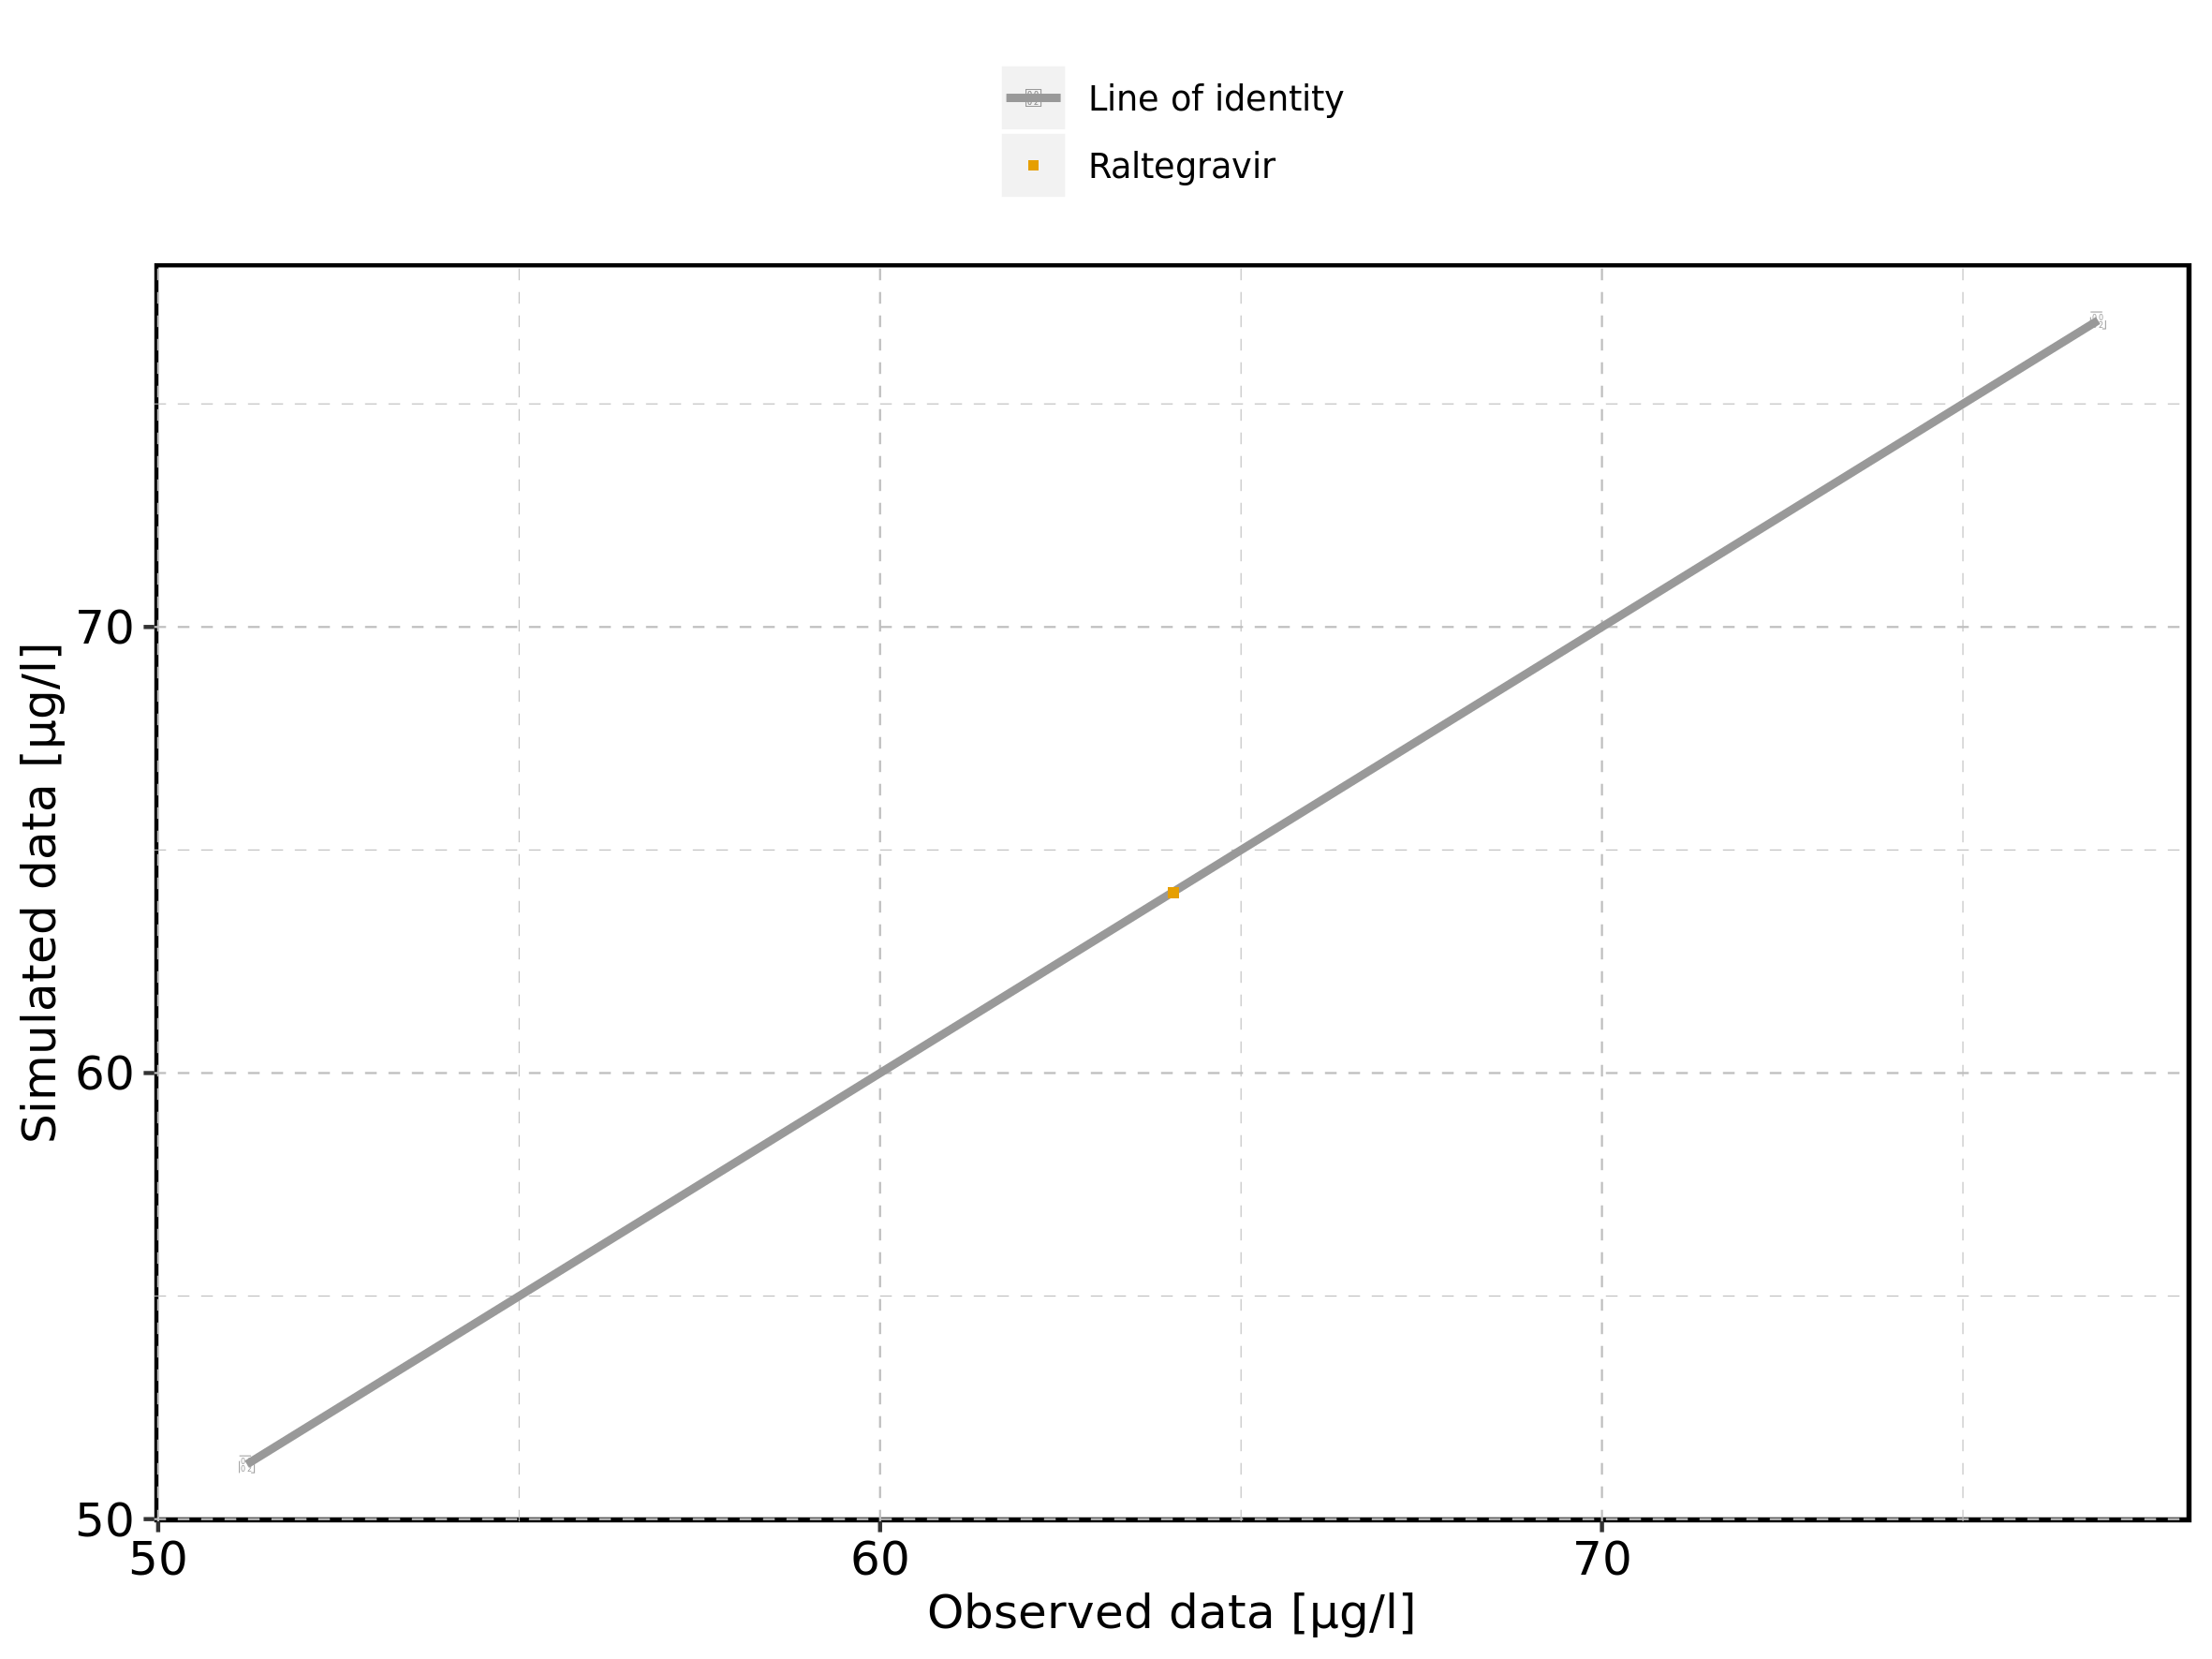 Line of identity
Raltegravir
Simulated data [µg/l]
70
60
50
50 60 70
Observed data [µg/l]